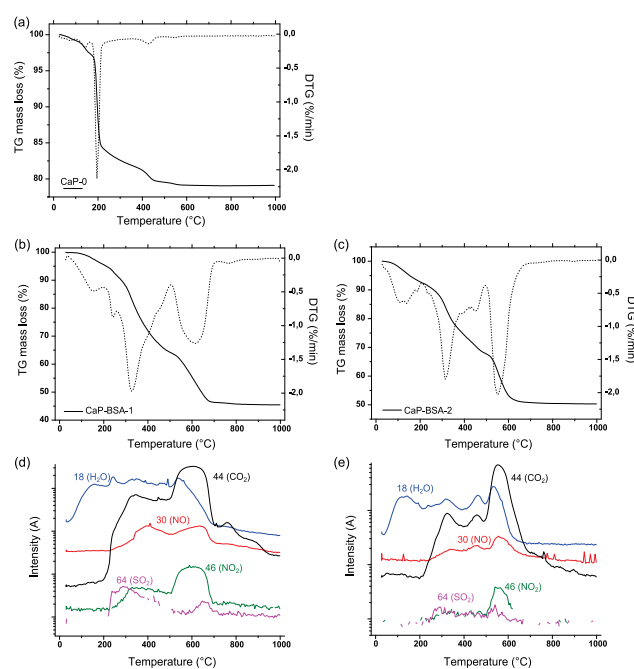 (a)
TG mass loss (%)
100
95
90
85
80
0,0
-0,5
-1,0
-1,5
-2,0
DTG (%/min)
CaP-0
0 200 400 600 800 1000
Temperature (°C)
(b)
TG mass loss (%)
100
90
80
70
60
50
40
0,0
-0,5
-1,0
-1,5
-2,0
DTG (%/min)
CaP-BSA-1
0 200 400 600 800 1000
Temperature (°C)
(c)
TG mass loss (%)
100
90
80
70
60
50
0,0
-0,5
-1,0
-1,5
-2,0
DTG (%/min)
CaP-BSA-2
0 200 400 600 800 1000
Temperature (°C)
(d)
Intensity (A)
18 (H₂O)
44 (CO₂)
30 (NO)
46 (NO₂)
64 (SO₂)
0 200 400 600 800 1000
Temperature (°C)
(e)
Intensity (A)
18 (H₂O)
44 (CO₂)
30 (NO)
46 (NO₂)
64 (SO₂)
0 200 400 600 800 1000
Temperature (°C)